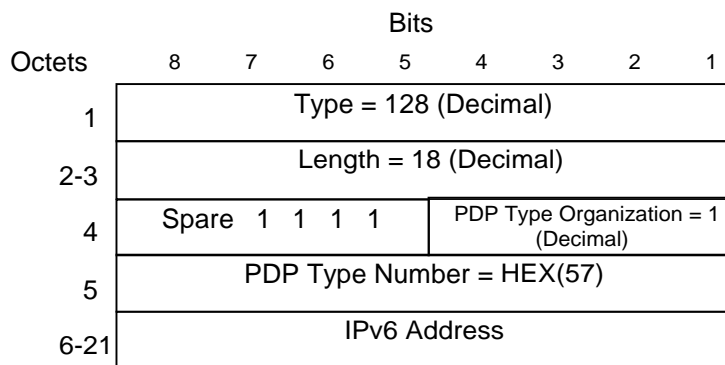 Bits
Octets 8 7 6 5 4 3 2 1
1 Type = 128 (Decimal)
2-3 Length = 18 (Decimal)
4 Spare 1 1 1 1 PDP Type Organization = 1
(Decimal)
5 PDP Type Number = HEX(57)
6-21 IPv6 Address